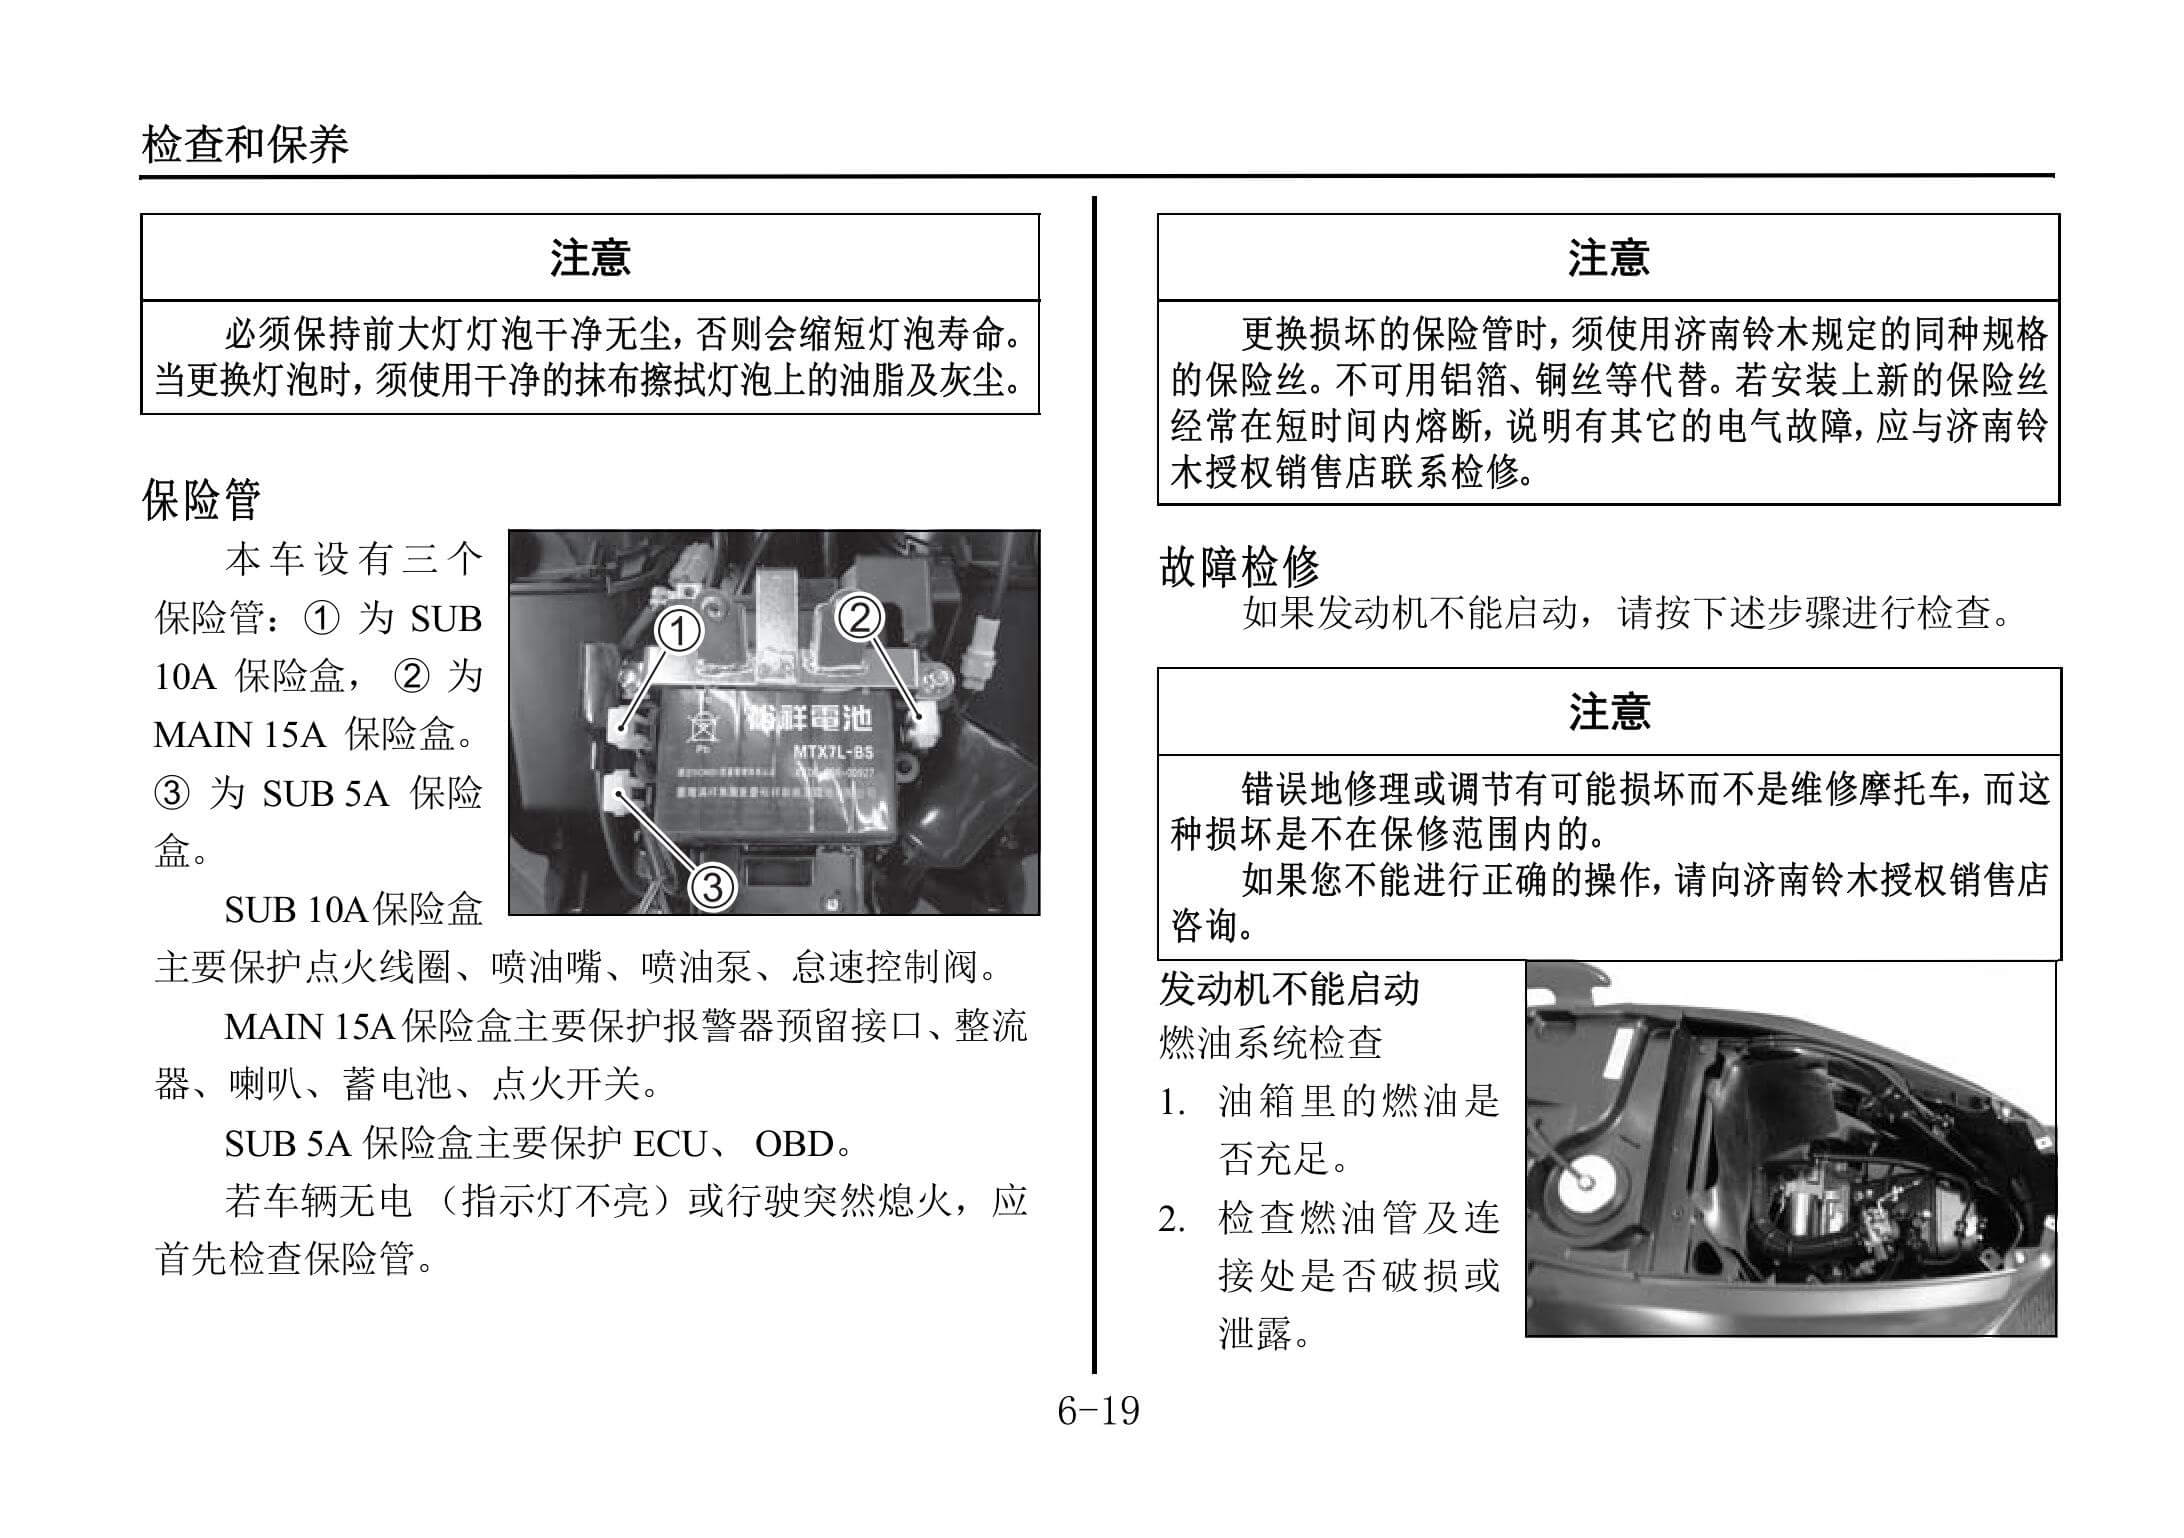 检查和保养
注意
必须保持前大灯灯泡干净无尘，否则会缩短灯泡寿命。
当更换灯泡时，须使用干净的抹布擦拭灯泡上的油脂及灰尘。
保险管
本车设有三个
保险管：① 为 SUB
10A 保险盒， ② 为
MAIN 15A 保险盒。
③ 为 SUB 5A 保险
盒。
SUB 10A保险盒
主要保护点火线圈、喷油嘴、喷油泵、怠速控制阀。
MAIN 15A保险盒主要保护报警器预留接口、整流
器、喇叭、蓄电池、点火开关。
SUB 5A 保险盒主要保护 ECU、 OBD。
若车辆无电 （指示灯不亮）或行驶突然熄火，应
首先检查保险管。
①
②
裕祥電池
Pb
MTX7L-BS
③
注意
更换损坏的保险管时，须使用济南铃木规定的同种规格
的保险丝。不可用铝箔、铜丝等代替。若安装上新的保险丝
经常在短时间内熔断，说明有其它的电气故障，应与济南铃
木授权销售店联系检修。
故障检修
如果发动机不能启动，请按下述步骤进行检查。
注意
错误地修理或调节有可能损坏而不是维修摩托车，而这
种损坏是不在保修范围内的。
如果您不能进行正确的操作，请向济南铃木授权销售店
咨询。
发动机不能启动
燃油系统检查
1. 油箱里的燃油是
否充足。
2. 检查燃油管及连
接处是否破损或
泄露。
6-19